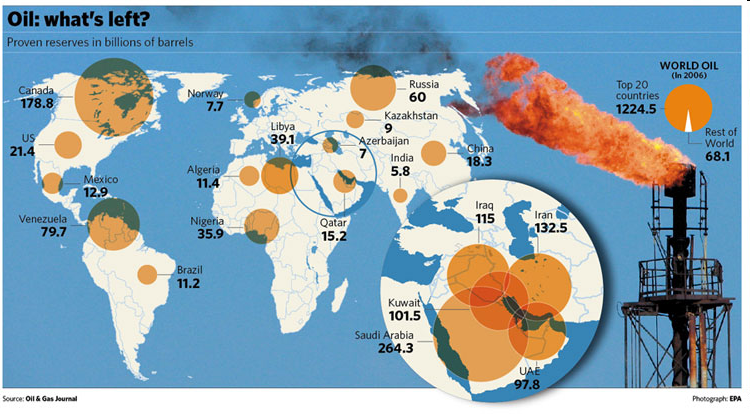 Oil: what's left?
Proven reserves in billions of barrels
Canada
178.8
US
21.4
Mexico
12.9
Venezuela
79.7
Brazil
11.2
Norway
7.7
Libya
39.1
Algeria
11.4
Nigeria
35.9
Russia
60
Kazakhstan
9
Azerbaijan
7
India
5.8
China
18.3
Qatar
15.2
Iraq
115
Iran
132.5
Kuwait
101.5
Saudi Arabia
264.3
UAE
97.8
WORLD OIL
(In 2006)
Top 20
countries
1224.5
Rest of
World
68.1
Source: Oil & Gas Journal
Photograph: EPA